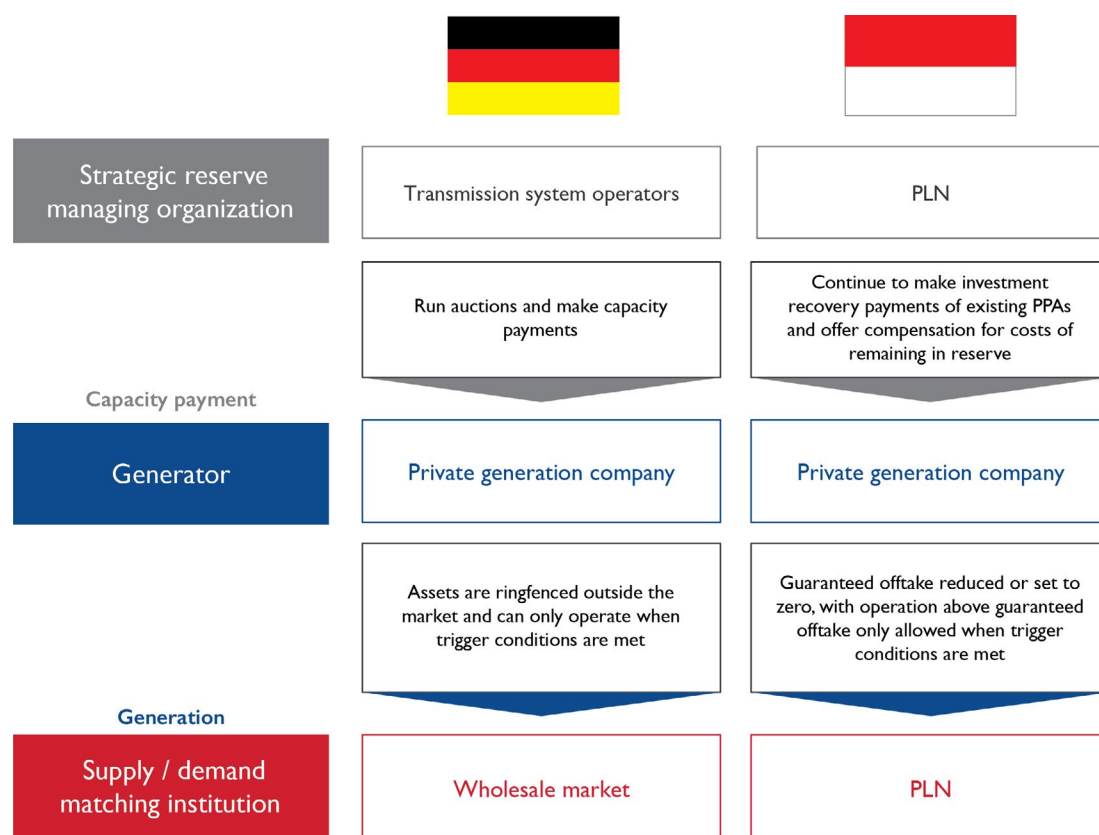 Strategic reserve
managing organization
Transmission system operators
PLN
Run auctions and make capacity
payments
Continue to make investment
recovery payments of existing PPAs
and offer compensation for costs of
remaining in reserve
Capacity payment
Generator
Private generation company
Private generation company
Assets are ringfenced outside the
market and can only operate when
trigger conditions are met
Guaranteed offtake reduced or set to
zero, with operation above guaranteed
offtake only allowed when trigger
conditions are met
Generation
Supply / demand
matching institution
Wholesale market
PLN